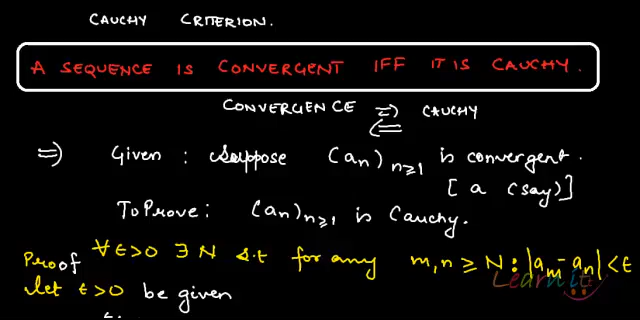 CAUCHY CRITERION.
A SEQUENCE IS CONVERGENT IFF IT IS CAUCHY.
CONVERGENCE ⇒ CAUCHY
⇐
⇒ Given : Suppose (an)n≥1 is convergent.
[a (say)]
To Prove : (an)n≥1 is Cauchy.
Proof ∀ε>0 ∃ N s.t for any m,n ≥ N : |am - an| < ε
Learn it
let ε>0 be given